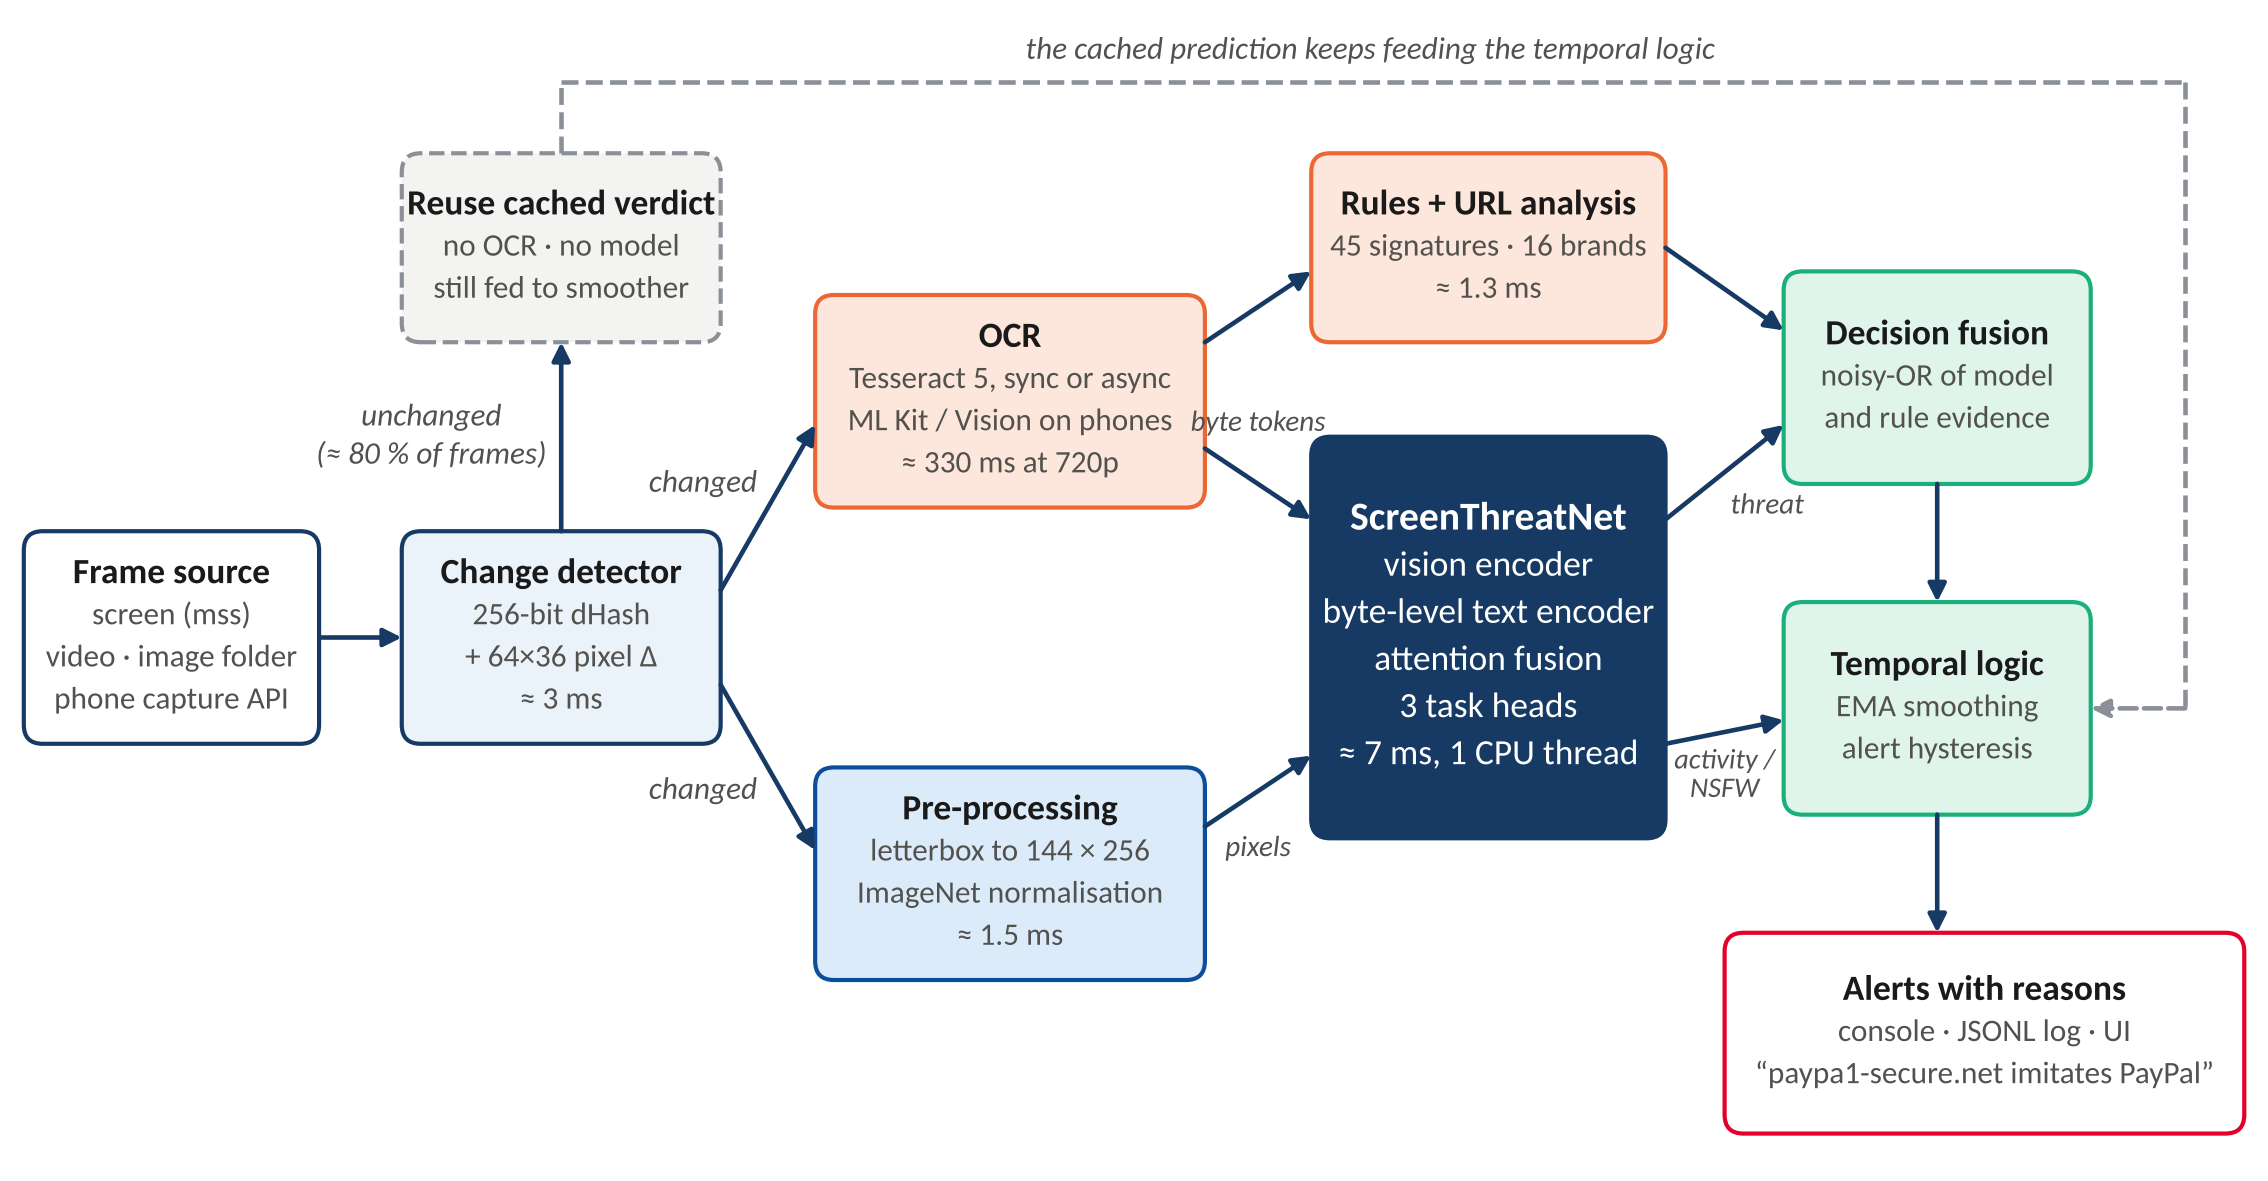 the cached prediction keeps feeding the temporal logic
Reuse cached verdict
no OCR · no model
still fed to smoother
unchanged
(≈ 80 % of frames)
Frame source
screen (mss)
video · image folder
phone capture API
Change detector
256-bit dHash
+ 64×36 pixel Δ
≈ 3 ms
changed
changed
OCR
Tesseract 5, sync or async
ML Kit / Vision on phones
≈ 330 ms at 720p
Pre-processing
letterbox to 144 × 256
ImageNet normalisation
≈ 1.5 ms
byte tokens
pixels
Rules + URL analysis
45 signatures · 16 brands
≈ 1.3 ms
ScreenThreatNet
vision encoder
byte-level text encoder
attention fusion
3 task heads
≈ 7 ms, 1 CPU thread
threat
activity /
NSFW
Decision fusion
noisy-OR of model
and rule evidence
Temporal logic
EMA smoothing
alert hysteresis
Alerts with reasons
console · JSONL log · UI
“paypa1-secure.net imitates PayPal”